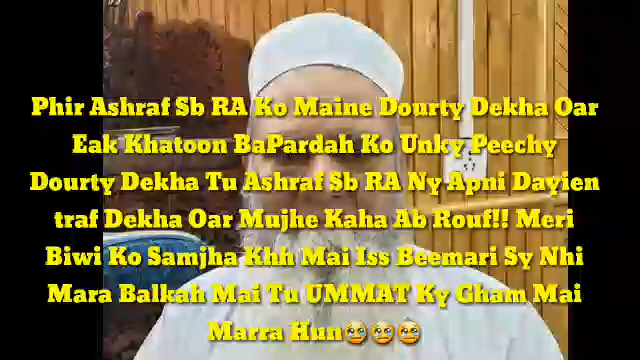 Phir Ashraf Sb RA Ko Maine Dourty Dekha Oar
Eak Khatoon BaPardah Ko Unky Peechy
Dourty Dekha Tu Ashraf Sb RA Ny Apni Dayien
traf Dekha Oar Mujhe Kaha Ab Rouf!! Meri
Biwi Ko Samjha Khh Mai Iss Beemari Sy Nhi
Mara Balkah Mai Tu UMMAT Ky Gham Mai
Marra Hun😢😢😢